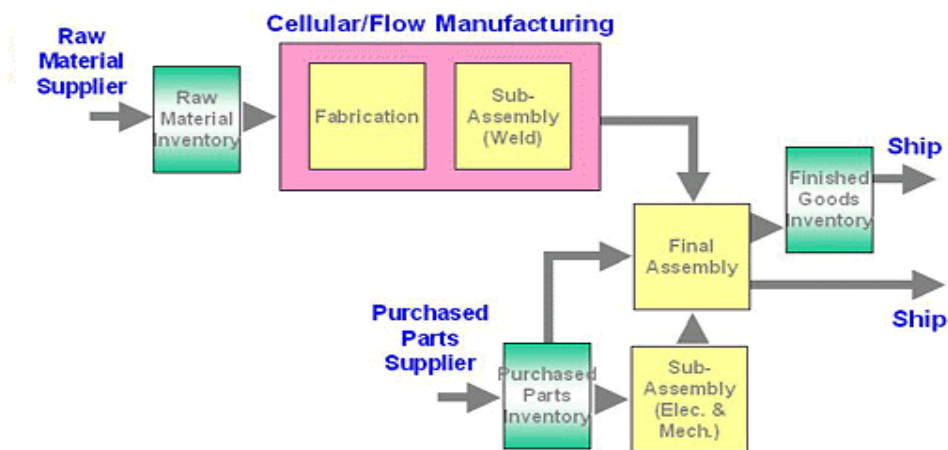 Cellular/Flow Manufacturing
Raw
Material
Supplier
Raw
Material
Inventory
Fabrication
Sub-
Assembly
(Weld)
Ship
Finished
Goods
Inventory
Final
Assembly
Ship
Purchased
Parts
Supplier
Purchased
Parts
Inventory
Sub-
Assembly
(Elec. &
Mech.)